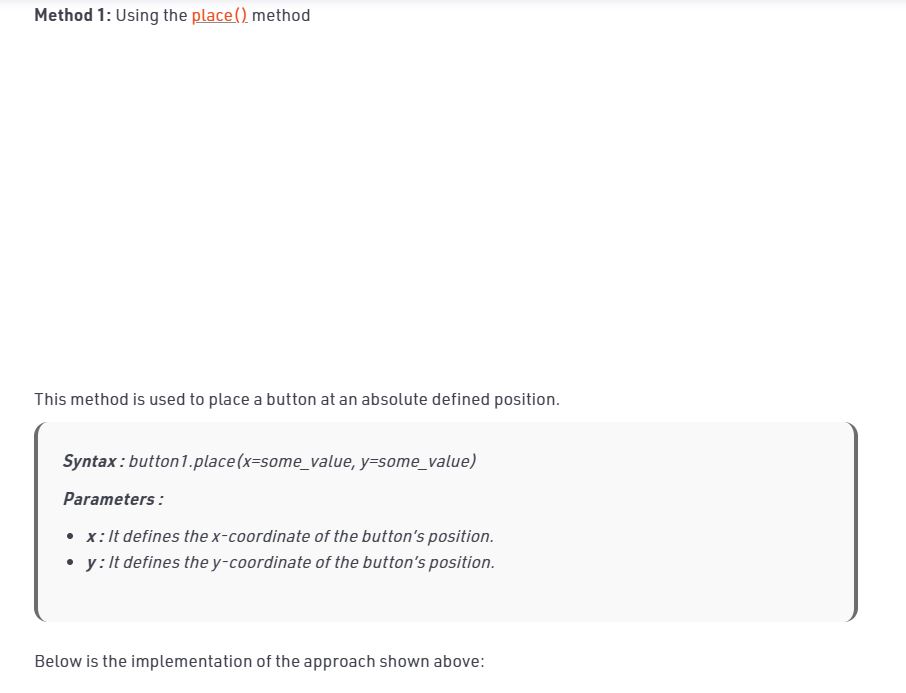 Method 1: Using the place() method
This method is used to place a button at an absolute defined position.
Syntax : button1.place(x=some_value, y=some_value)
Parameters :
• x : It defines the x-coordinate of the button's position.
• y : It defines the y-coordinate of the button's position.
Below is the implementation of the approach shown above: